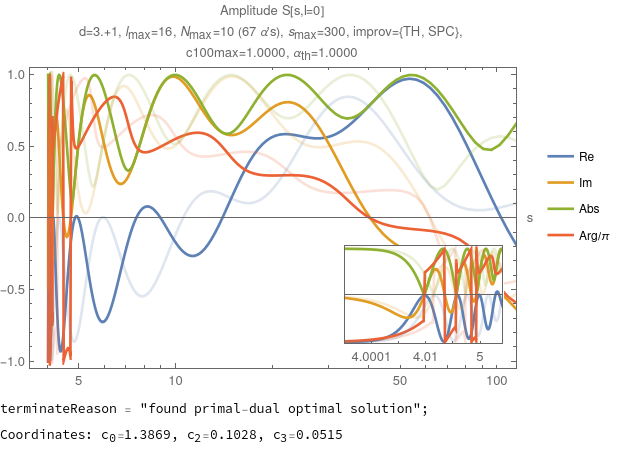 Amplitude S[s,l=0]
d=3.+1, lmax=16, Nmax=10 (67 α's), smax=300, improv={TH, SPC},
c100max=1.0000, αth=1.0000
1.0
0.5
0.0
-0.5
-1.0
5
10
50
100
s
4.0001
4.01
5
Re
Im
Abs
Arg/π
terminateReason = "found primal-dual optimal solution";
Coordinates: c0=1.3869, c2=0.1028, c3=0.0515